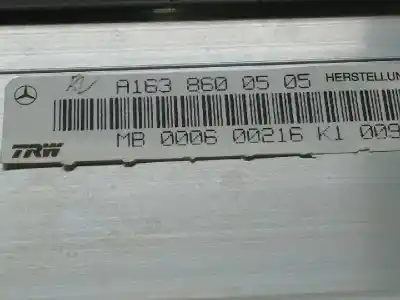 A163 860 05 05 HERSTELLUN
MB 0006 00216 K1 009
TRW